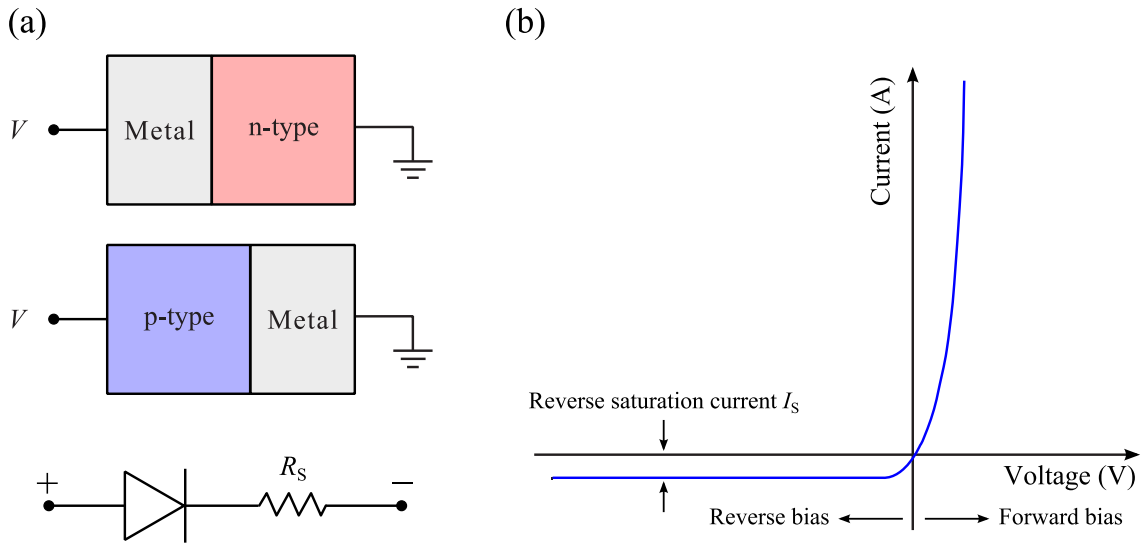 (a)
V
Metal
n-type
V
p-type
Metal
+
R_S
−
(b)
Current (A)
Reverse saturation current I_S
Voltage (V)
Reverse bias
Forward bias